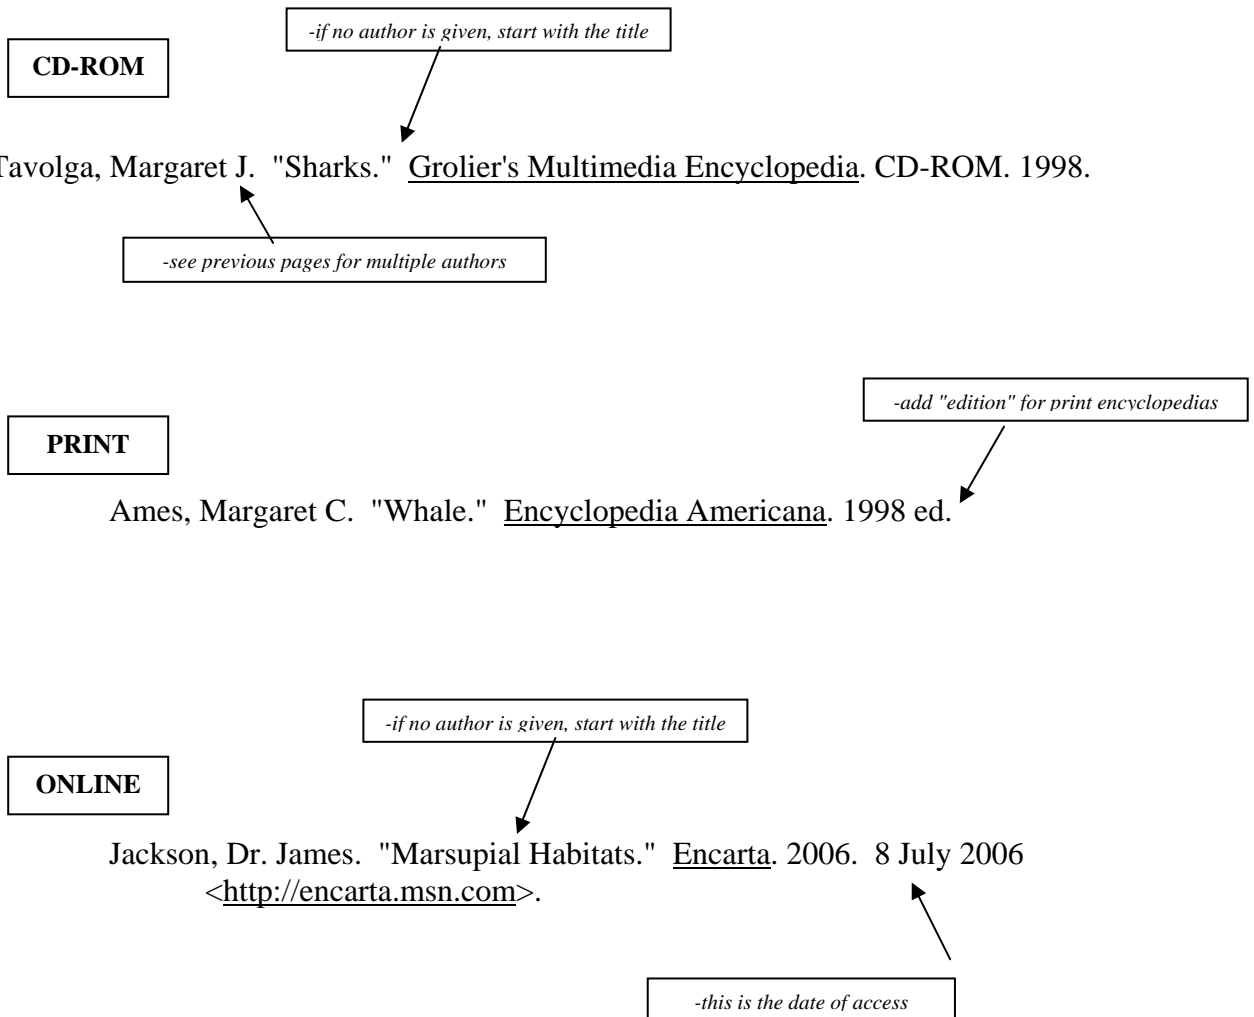 -if no author is given, start with the title
CD-ROM
Tavolga, Margaret J.  "Sharks."  Grolier's Multimedia Encyclopedia. CD-ROM. 1998.
-see previous pages for multiple authors
-add "edition" for print encyclopedias
PRINT
Ames, Margaret C.  "Whale."  Encyclopedia Americana. 1998 ed.
-if no author is given, start with the title
ONLINE
Jackson, Dr. James.  "Marsupial Habitats."  Encarta. 2006.  8 July 2006
<http://encarta.msn.com>.
-this is the date of access